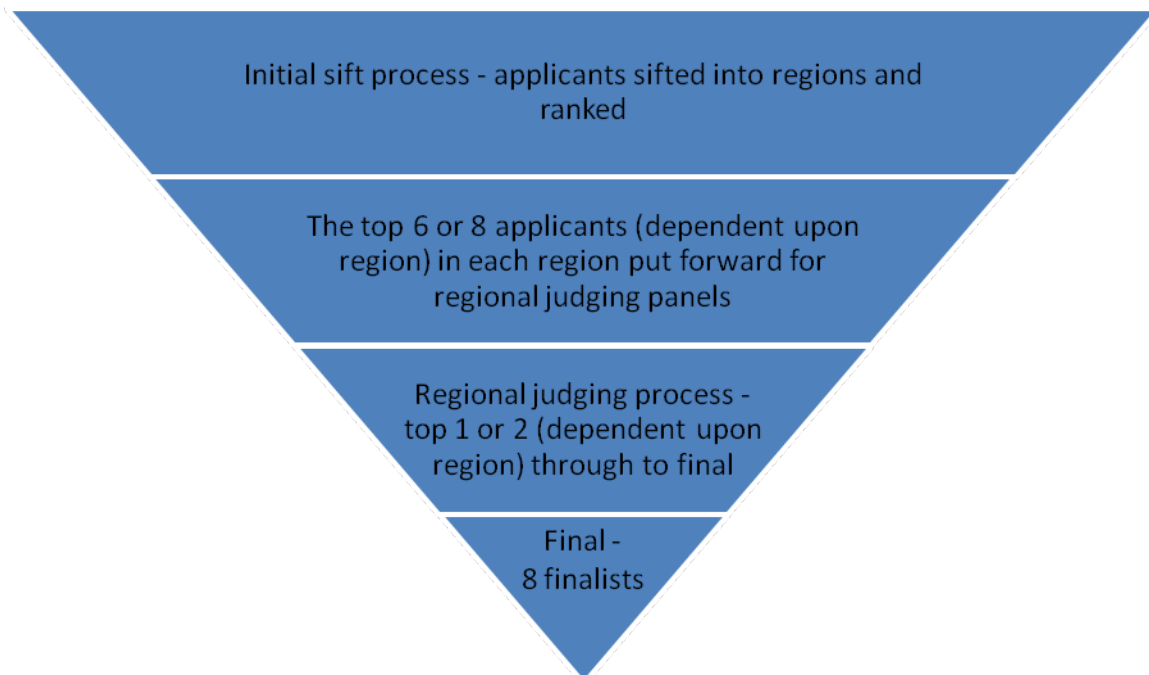 Initial sift process - applicants sifted into regions and
ranked
The top 6 or 8 applicants (dependent upon
region) in each region put forward for
regional judging panels
Regional judging process -
top 1 or 2 (dependent upon
region) through to final
Final -
8 finalists